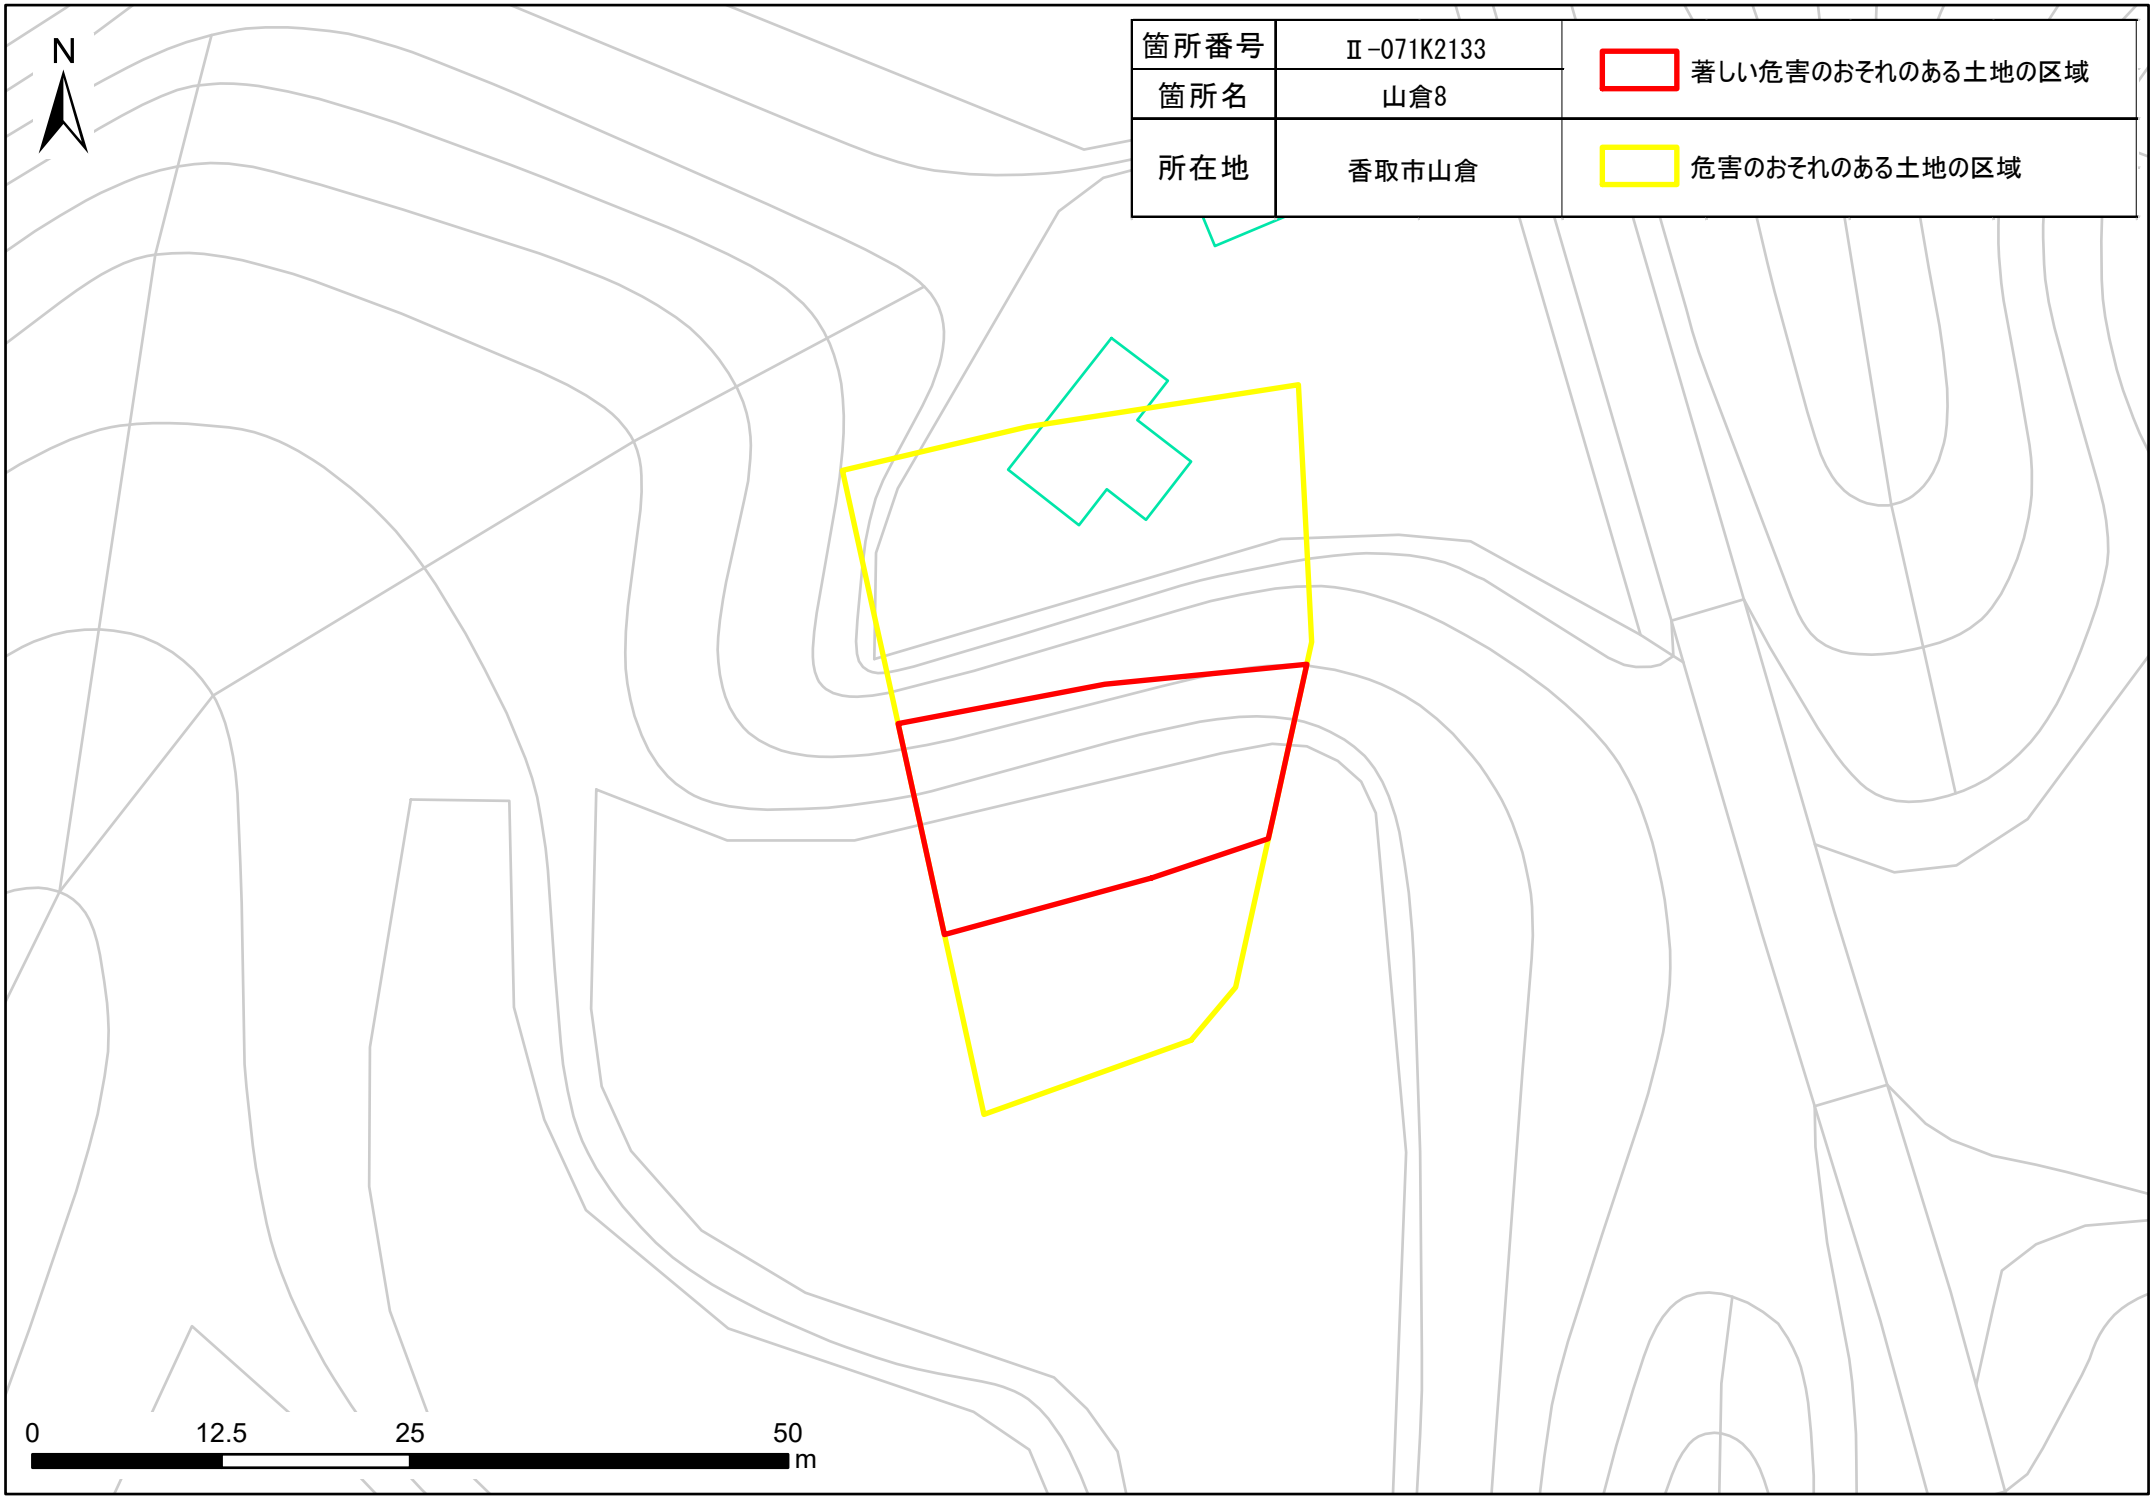 N
箇所番号 Ⅱ-071K2133
箇所名 山倉8
所在地 香取市山倉
著しい危害のおそれのある土地の区域
危害のおそれのある土地の区域
0 12.5 25 50
m